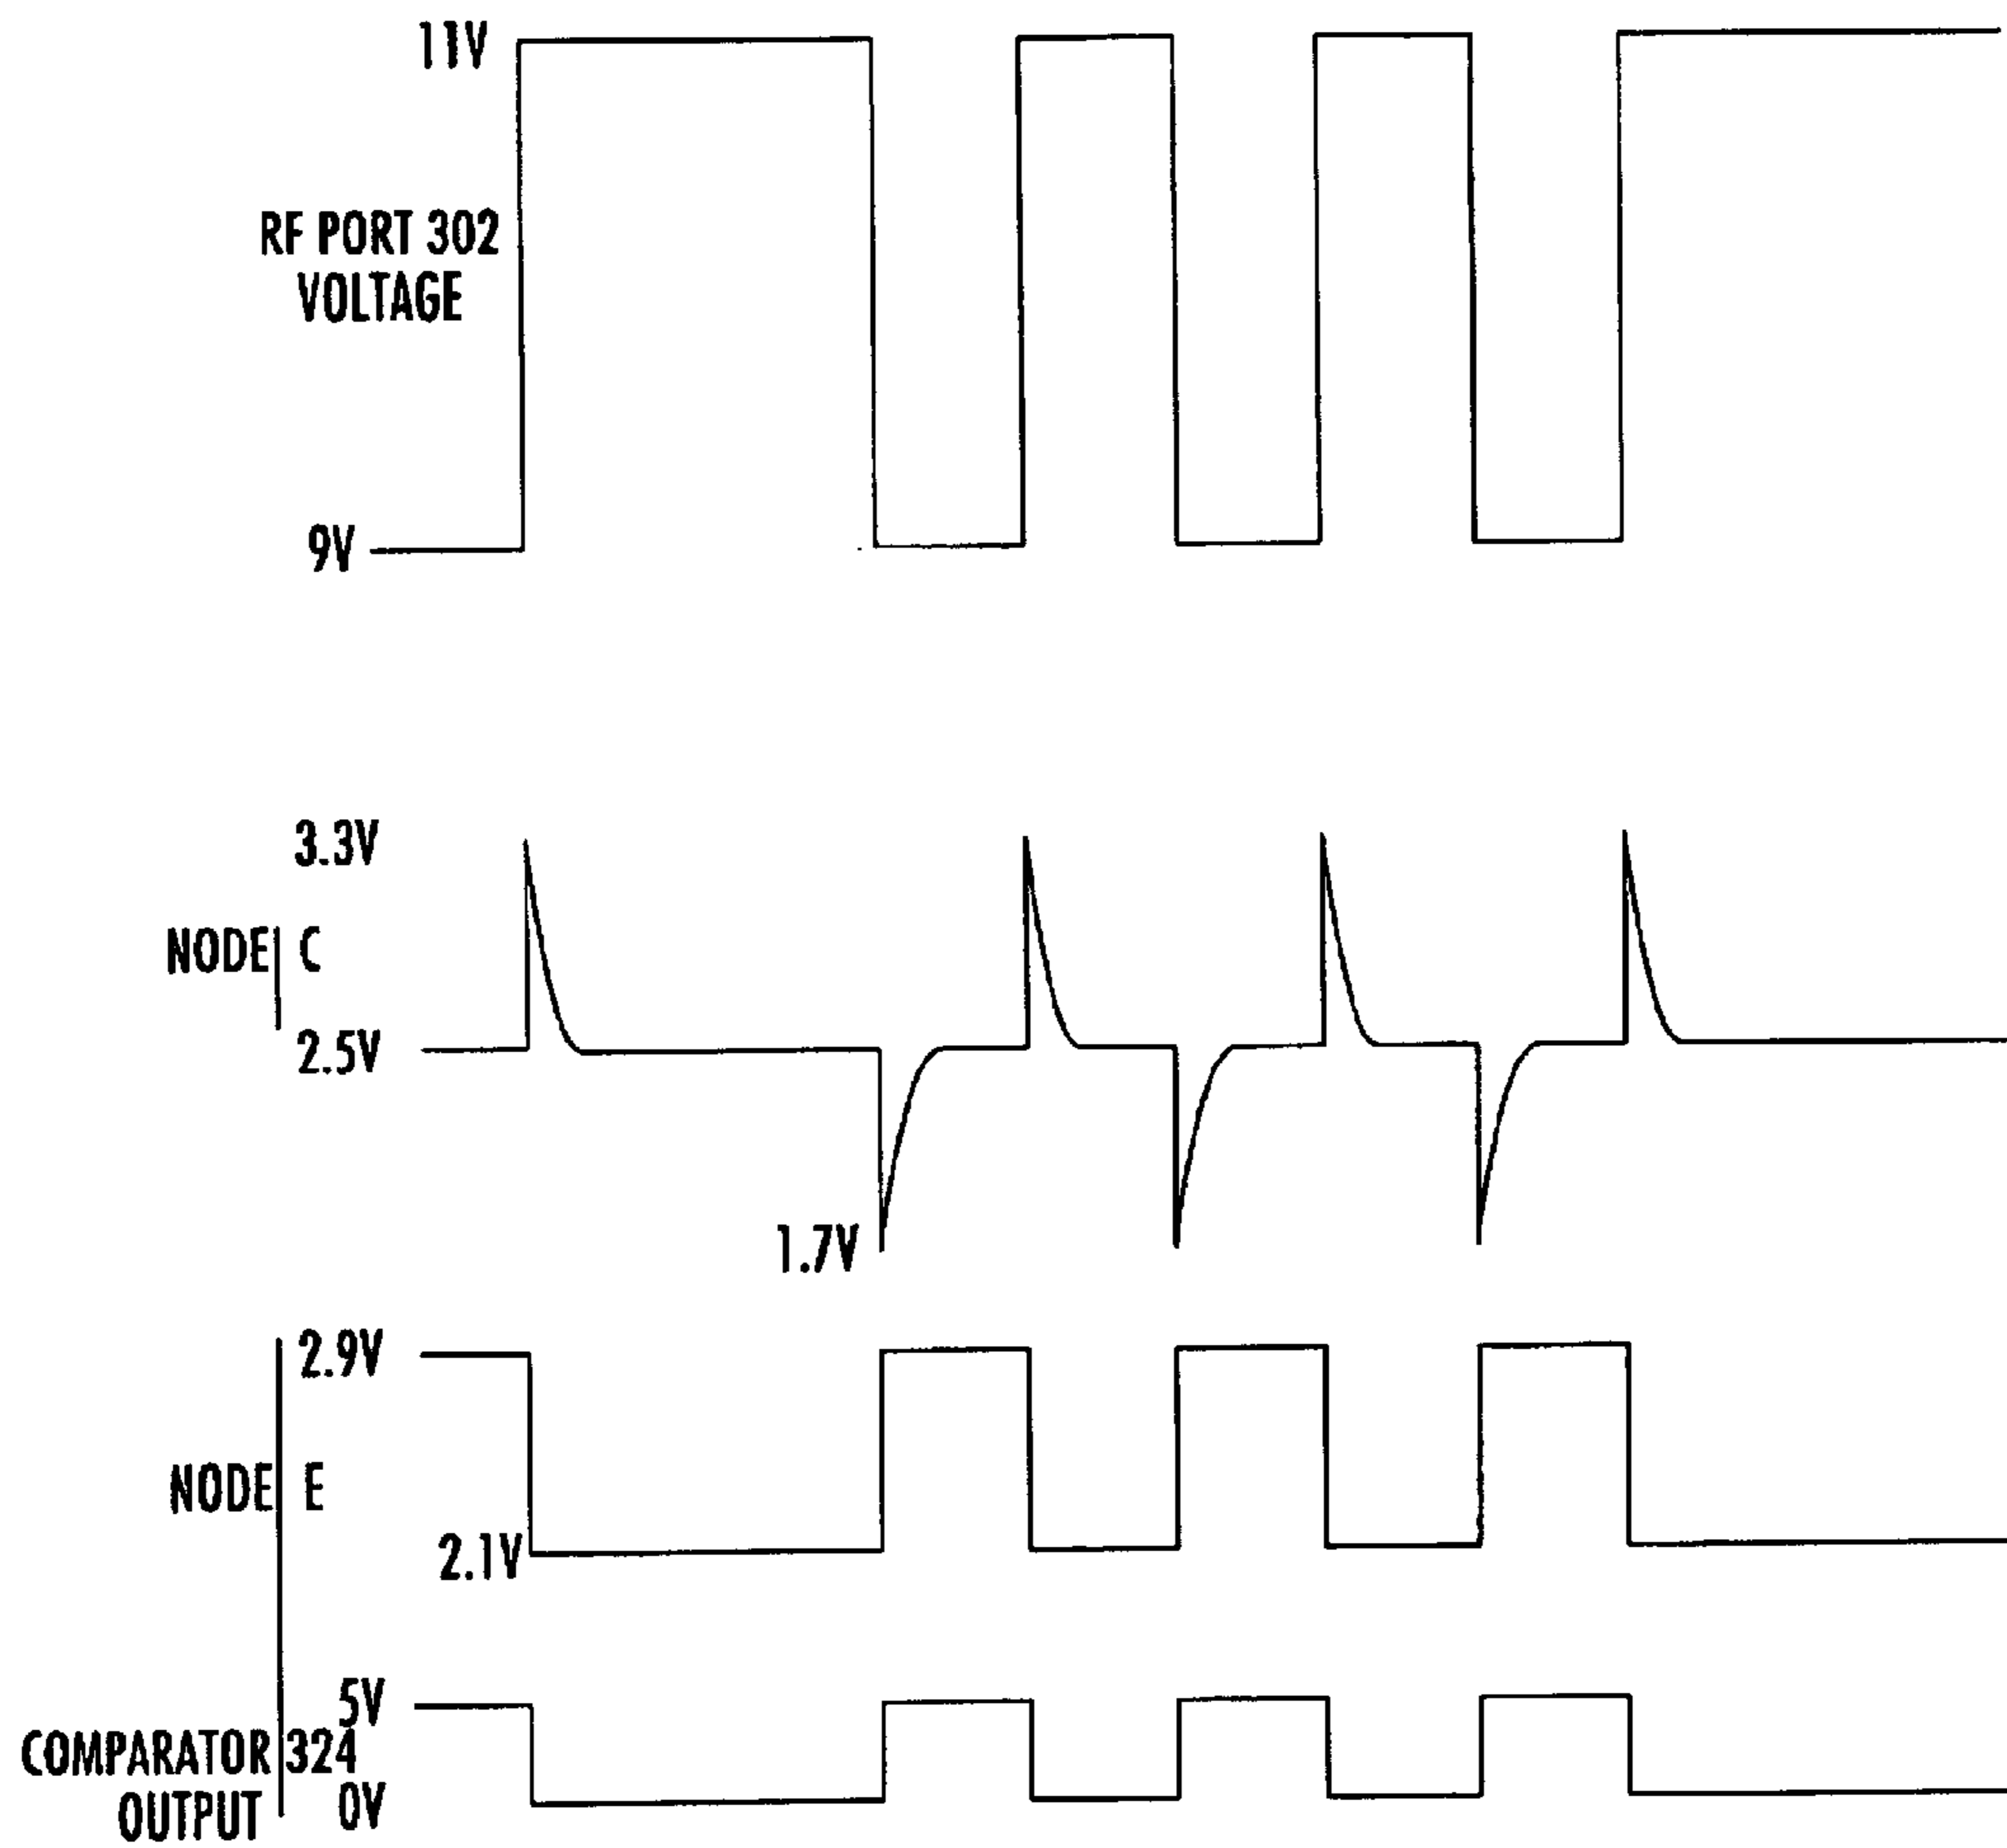 11V
RF PORT 302
VOLTAGE
9V
3.3V
NODE C
2.5V
1.7V
2.9V
NODE E
2.1V
5V
COMPARATOR 324
OUTPUT
0V